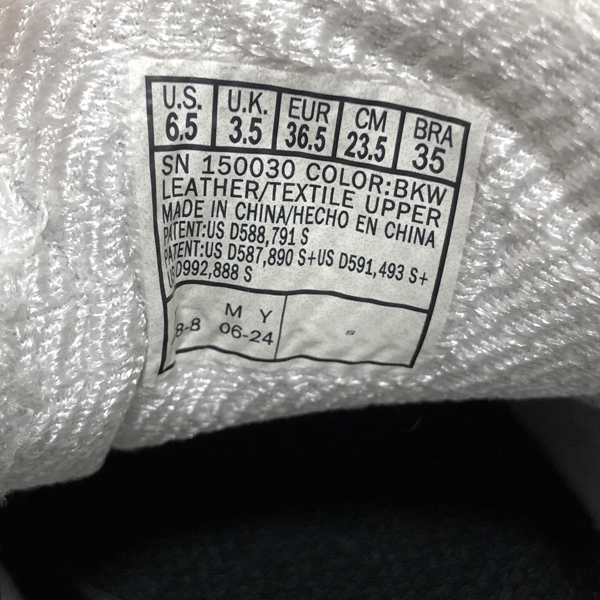 U.S. U.K. EUR CM BRA
6.5 3.5 36.5 23.5 35
SN 150030 COLOR:BKW
LEATHER/TEXTILE UPPER
MADE IN CHINA/HECHO EN CHINA
PATENT:US D588,791 S
PATENT:US D587,890 S+US D591,493 S+
D992,888 S
M Y
8-8 06-24